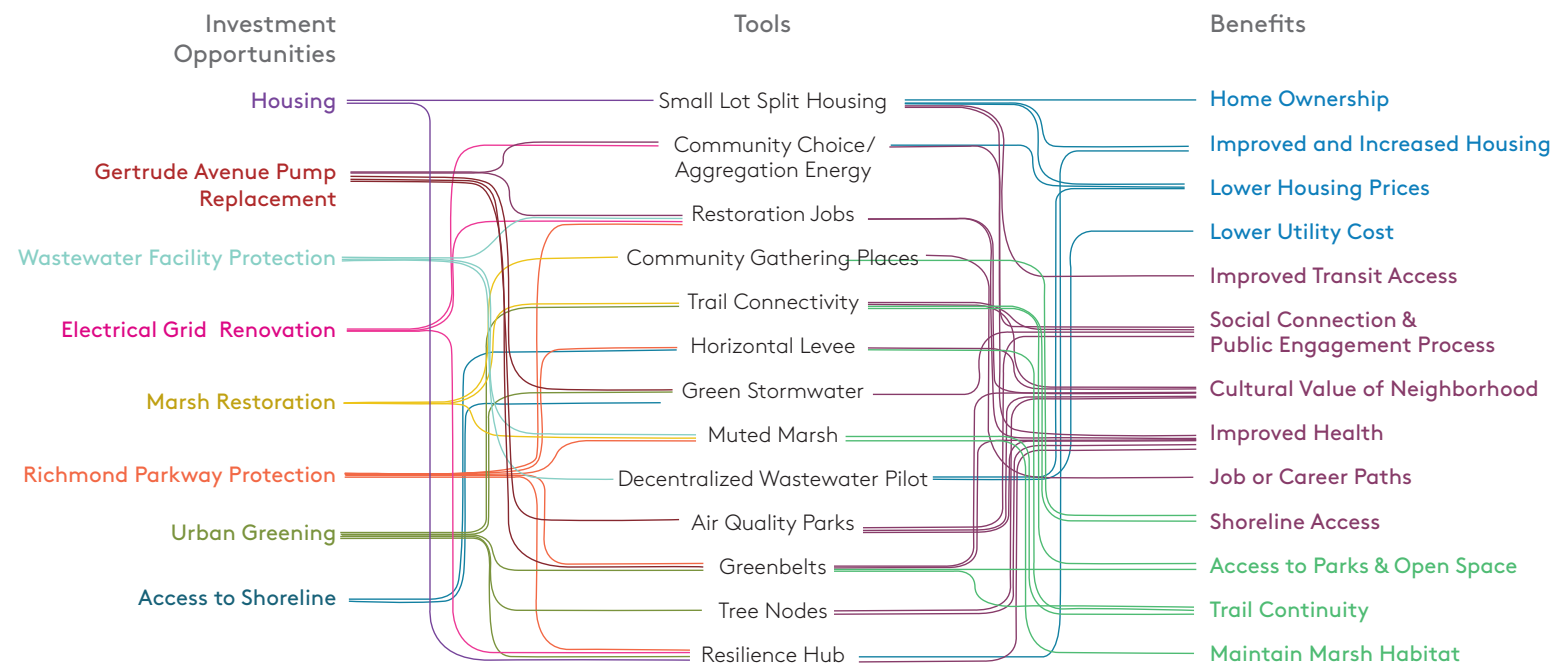 Investment
Opportunities
Tools
Benefits
Housing
Gertrude Avenue Pump
Replacement
Wastewater Facility Protection
Electrical Grid Renovation
Marsh Restoration
Richmond Parkway Protection
Urban Greening
Access to Shoreline
Small Lot Split Housing
Community Choice/
Aggregation Energy
Restoration Jobs
Community Gathering Places
Trail Connectivity
Horizontal Levee
Green Stormwater
Muted Marsh
Decentralized Wastewater Pilot
Air Quality Parks
Greenbelts
Tree Nodes
Resilience Hub
Home Ownership
Improved and Increased Housing
Lower Housing Prices
Lower Utility Cost
Improved Transit Access
Social Connection &
Public Engagement Process
Cultural Value of Neighborhood
Improved Health
Job or Career Paths
Shoreline Access
Access to Parks & Open Space
Trail Continuity
Maintain Marsh Habitat